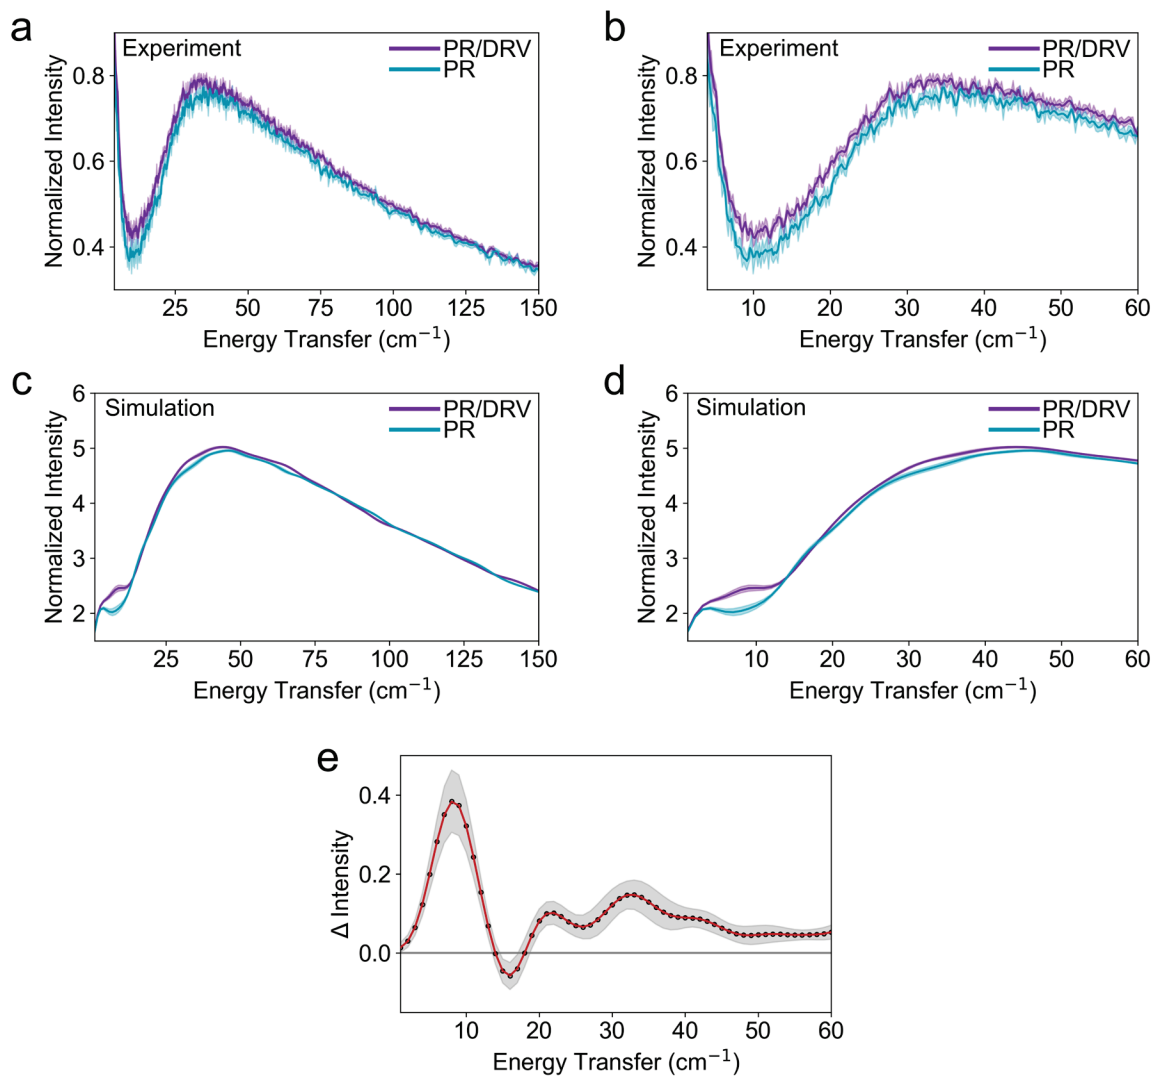 a
Experiment
PR/DRV
PR
Normalized Intensity
0.8
0.6
0.4
25 50 75 100 125 150
Energy Transfer (cm⁻¹)
b
Experiment
PR/DRV
PR
Normalized Intensity
0.8
0.6
0.4
10 20 30 40 50 60
Energy Transfer (cm⁻¹)
c
Simulation
PR/DRV
PR
Normalized Intensity
6
5
4
3
2
25 50 75 100 125 150
Energy Transfer (cm⁻¹)
d
Simulation
PR/DRV
PR
Normalized Intensity
6
5
4
3
2
10 20 30 40 50 60
Energy Transfer (cm⁻¹)
e
Δ Intensity
0.4
0.2
0.0
10 20 30 40 50 60
Energy Transfer (cm⁻¹)